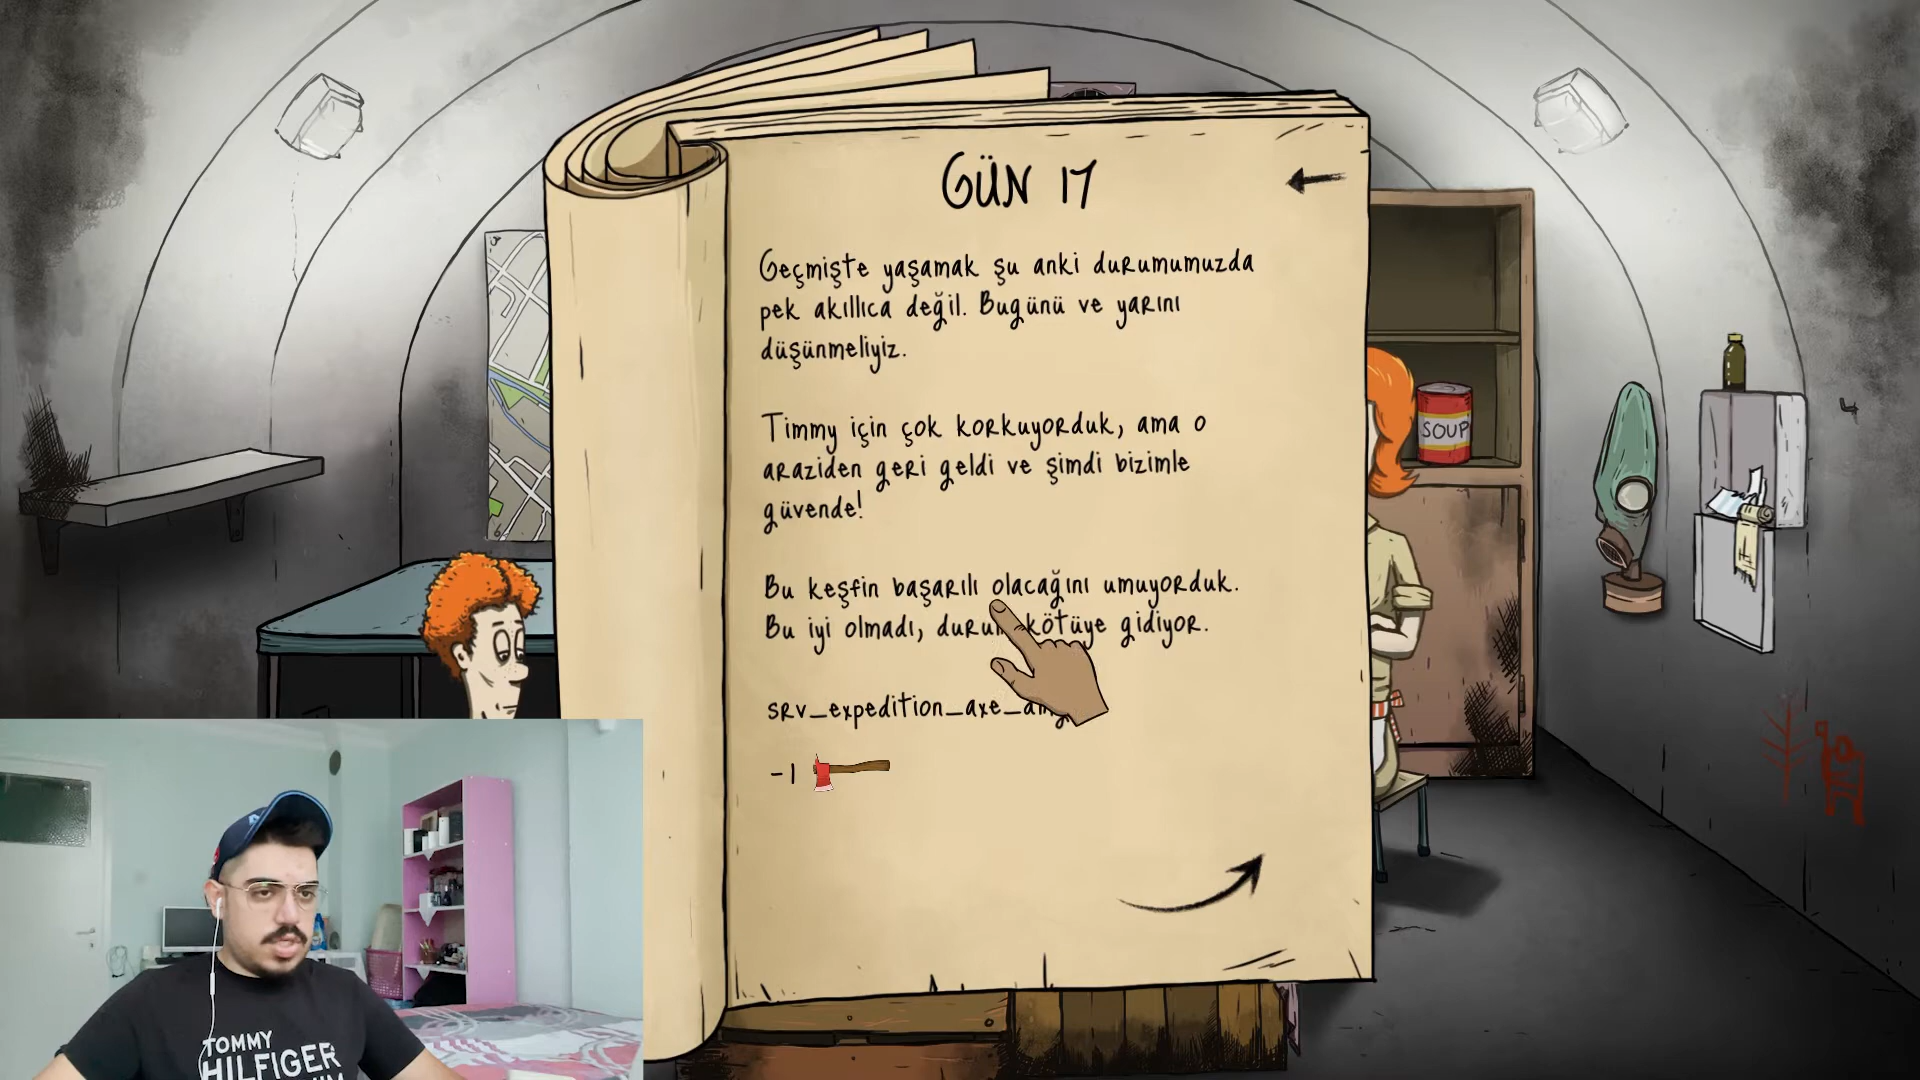 GÜN 17
Geçmişte yaşamak şu anki durumumuzda
pek akıllıca değil. Bugünü ve yarını
düşünmeliyiz.
Timmy için çok korkuyorduk, ama o
araziden geri geldi ve şimdi bizimle
güvende!
Bu keşfin başarılı olacağını umuyorduk.
Bu iyi olmadı, durum kötüye gidiyor.
srv_expedition_axe_
-1
SOUP
TOMMY
HILFIGER